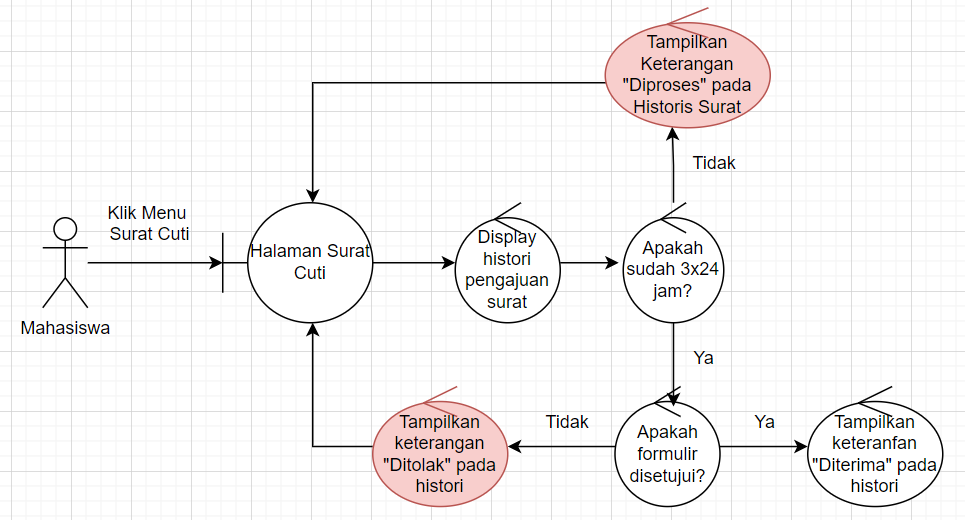 Tampilkan
Keterangan
"Diproses" pada
Historis Surat
Tidak
Klik Menu
Surat Cuti
Mahasiswa
Halaman Surat
Cuti
Display
histori
pengajuan
surat
Apakah
sudah 3x24
jam?
Ya
Tampilkan
keterangan
"Ditolak" pada
histori
Tidak
Apakah
formulir
disetujui?
Ya
Tampilkan
keteranfan
"Diterima" pada
histori